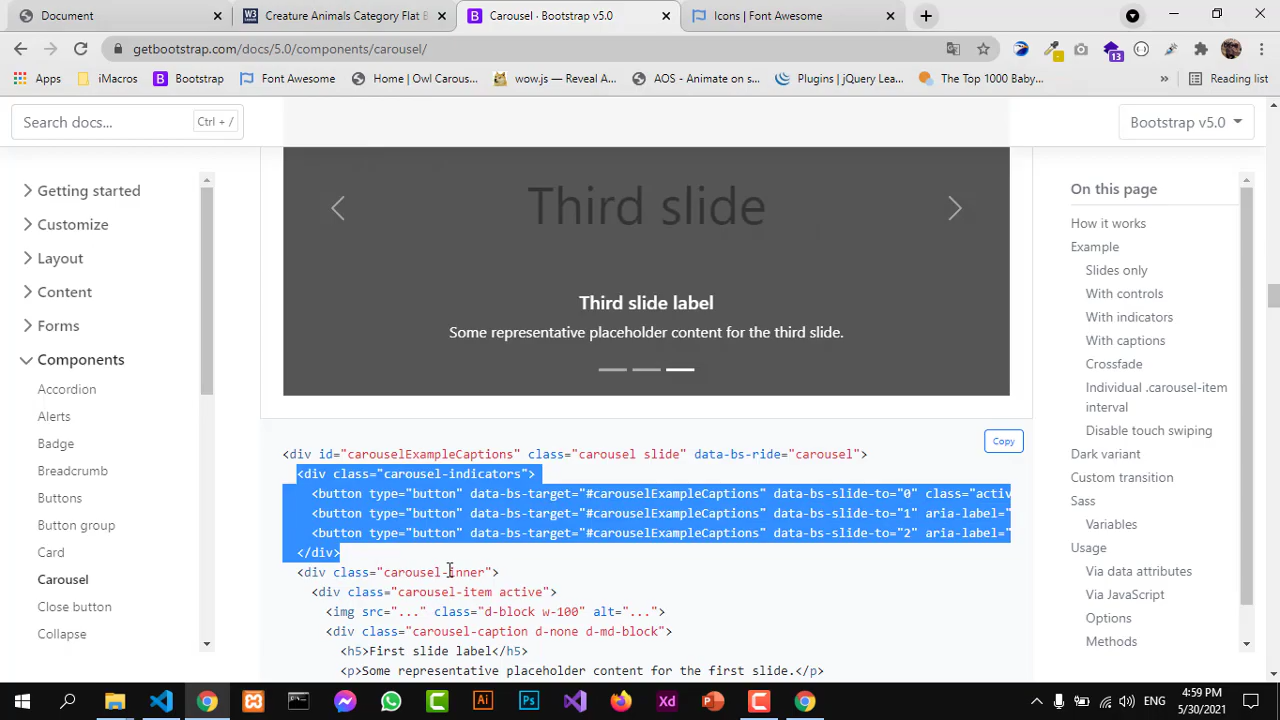 Document
Creature Animals Category Flat B
Carousel · Bootstrap v5.0
Icons | Font Awesome
getbootstrap.com/docs/5.0/components/carousel/
13
Apps
iMacros
Bootstrap
Font Awesome
Home | Owl Carous...
wow.js — Reveal A...
AOS - Animate on s...
Plugins | jQuery Lea...
The Top 1000 Baby...
»
Reading list
Search docs...
Ctrl + /
Bootstrap v5.0
Getting started
Customize
Layout
Content
Forms
Components
Accordion
Alerts
Badge
Breadcrumb
Buttons
Button group
Card
Carousel
Close button
Collapse
Third slide
Third slide label
Some representative placeholder content for the third slide.
Copy
<div id="carouselExampleCaptions" class="carousel slide" data-bs-ride="carousel">
<div class="carousel-indicators">
<button type="button" data-bs-target="#carouselExampleCaptions" data-bs-slide-to="0" class="activ
<button type="button" data-bs-target="#carouselExampleCaptions" data-bs-slide-to="1" aria-label="
<button type="button" data-bs-target="#carouselExampleCaptions" data-bs-slide-to="2" aria-label="
</div>
<div class="carousel-inner">
<div class="carousel-item active">
<img src="..." class="d-block w-100" alt="...">
<div class="carousel-caption d-none d-md-block">
<h5>First slide label</h5>
<p>Some representative placeholder content for the first slide.</p>
On this page
How it works
Example
Slides only
With controls
With indicators
With captions
Crossfade
Individual .carousel-item
interval
Disable touch swiping
Dark variant
Custom transition
Sass
Variables
Usage
Via data attributes
Via JavaScript
Options
Methods
ENG
4:59 PM
5/30/2021